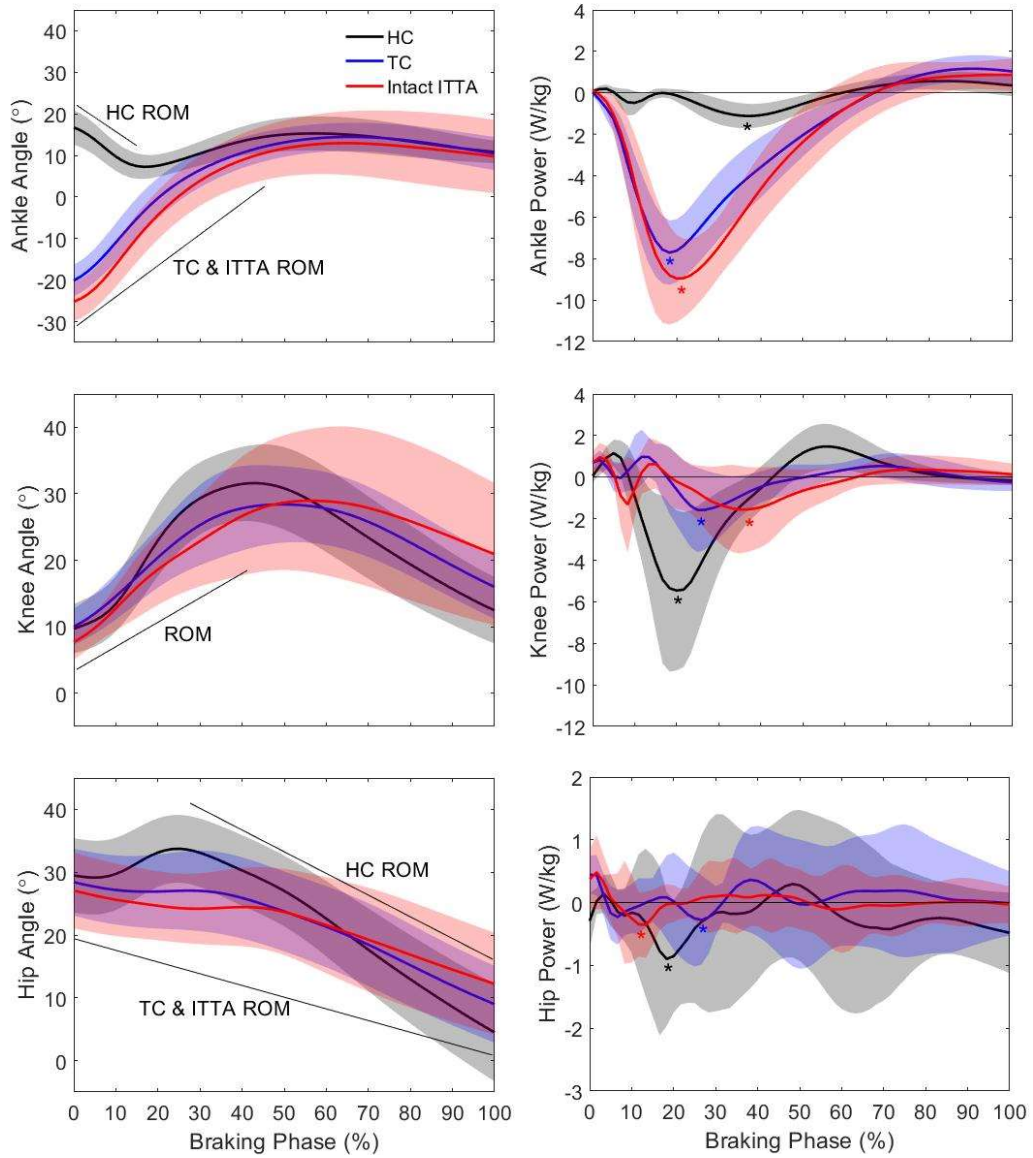 40
30
20
10
0
-10
-20
-30
Ankle Angle (°)
HC
TC
Intact ITTA
HC ROM
TC & ITTA ROM
4
2
0
-2
-4
-6
-8
-10
-12
Ankle Power (W/kg)
*
*
*
40
30
20
10
0
Knee Angle (°)
ROM
4
2
0
-2
-4
-6
-8
-10
-12
Knee Power (W/kg)
*
*
*
40
30
20
10
0
Hip Angle (°)
HC ROM
TC & ITTA ROM
0 10 20 30 40 50 60 70 80 90 100
Braking Phase (%)
2
1
0
-1
-2
-3
Hip Power (W/kg)
*
*
*
0 10 20 30 40 50 60 70 80 90 100
Braking Phase (%)